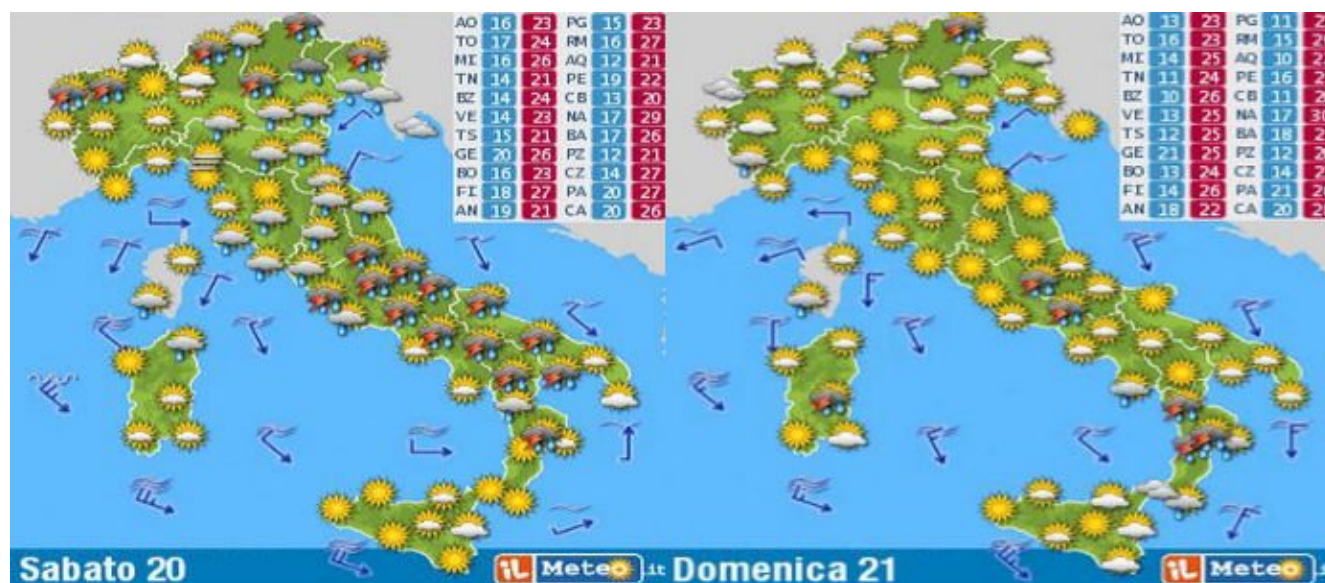 AO 16 23 PG 15 23
TO 17 24 RM 16 27
MI 16 26 AQ 12 21
TN 14 21 PE 19 22
BZ 14 24 CB 13 20
VE 14 23 NA 17 29
TS 15 21 BA 17 26
GE 20 26 PZ 12 21
BO 16 23 CZ 14 27
FI 18 27 PA 20 27
AN 19 21 CA 20 26
Sabato 20
iL Meteo.it
AO 13 23 PG 11
TO 16 23 RM 15
MI 14 25 AQ 10
TN 11 24 PE 16
BZ 10 26 CB 11
VE 13 25 NA 17
TS 12 25 BA 18
GE 21 25 PZ 12
BO 13 24 CZ 14
FI 14 26 PA 21
AN 18 22 CA 20
Domenica 21
iL Meteo.it